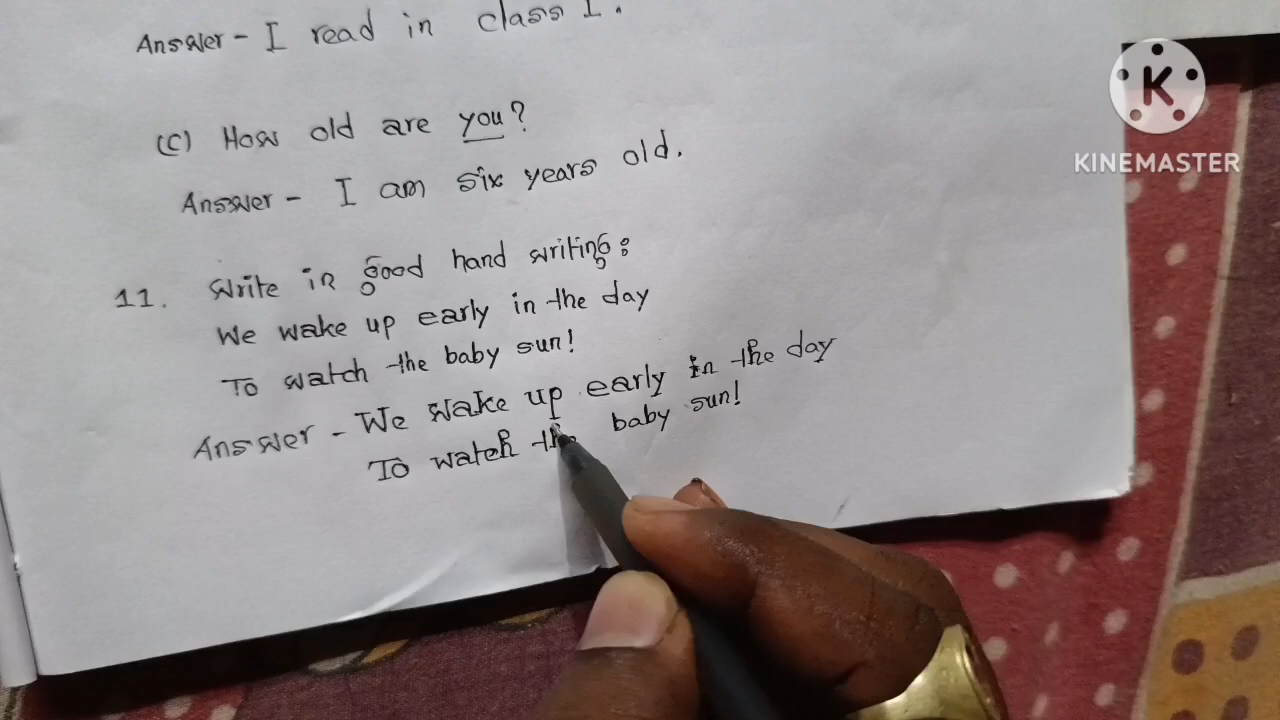 Answer - I read in class I.
(C) How old are you?
Answer - I am six years old.
11. Write in good hand writing:
We wake up early in the day
To watch the baby sun!
Answer - We wake up early in the day
To watch the baby sun!
KINEMASTER